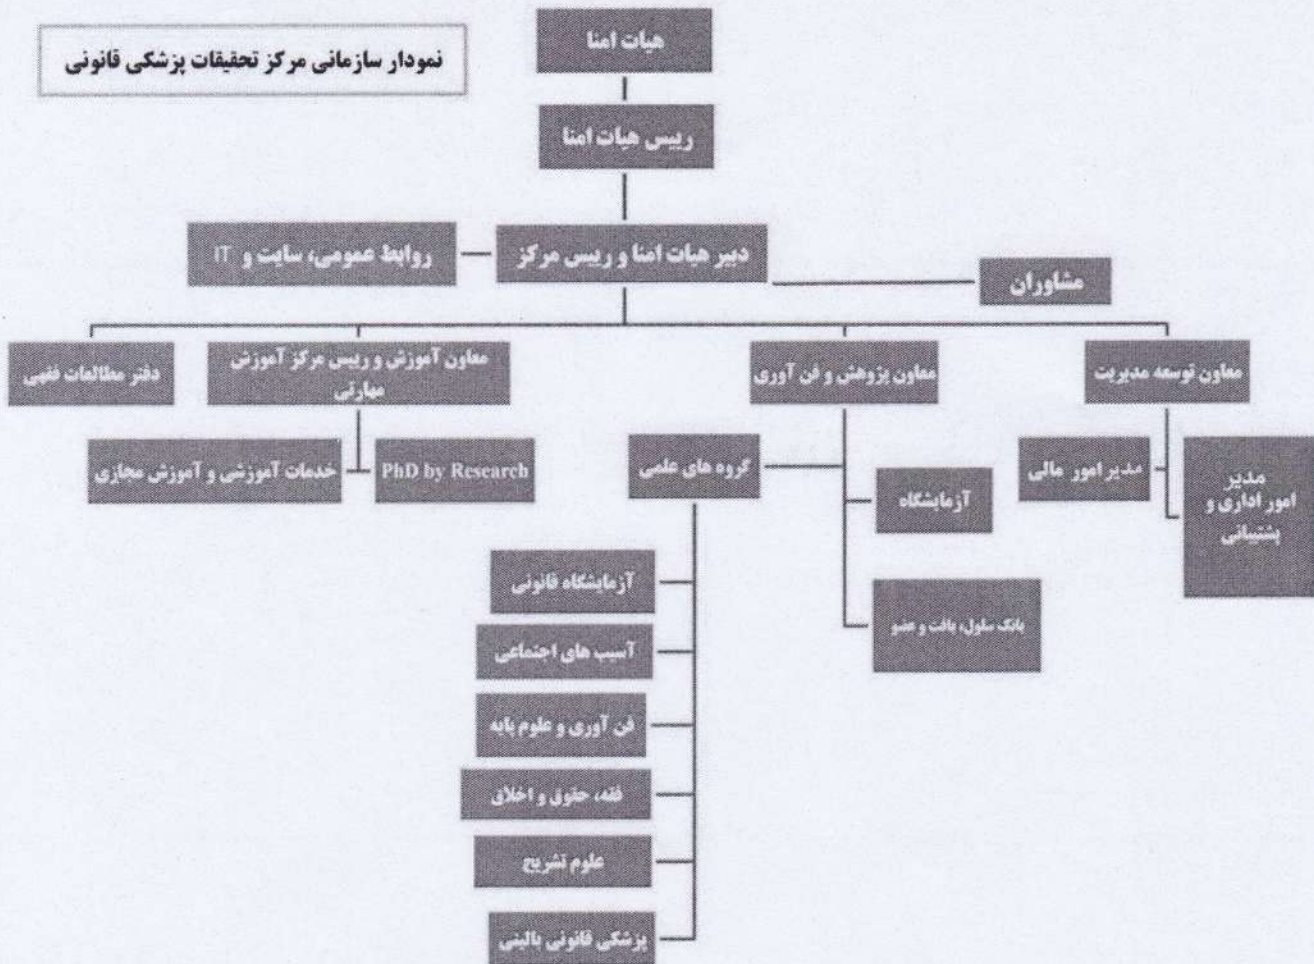 هیات امنا
نمودار سازمانی مرکز تحقیقات پزشکی قانونی
رییس هیات امنا
دبیر هیات امنا و رییس مرکز
روابط عمومی، سایت و IT
مشاوران
معاون توسعه مدیریت
معاون پژوهش و فن آوری
معاون آموزش و رییس مرکز آموزش
مهارتی
دفتر مطالعات فقهی
مدیر
امور اداری و
پشتیبانی
مدیر امور مالی
گروه های علمی
PhD by Research
خدمات آموزشی و آموزش مجازی
آزمایشگاه
بانک سلول، بافت و عضو
آزمایشگاه قانونی
آسیب های اجتماعی
فن آوری و علوم پایه
فقه، حقوق و اخلاق
علوم تشریح
پزشکی قانونی بالینی